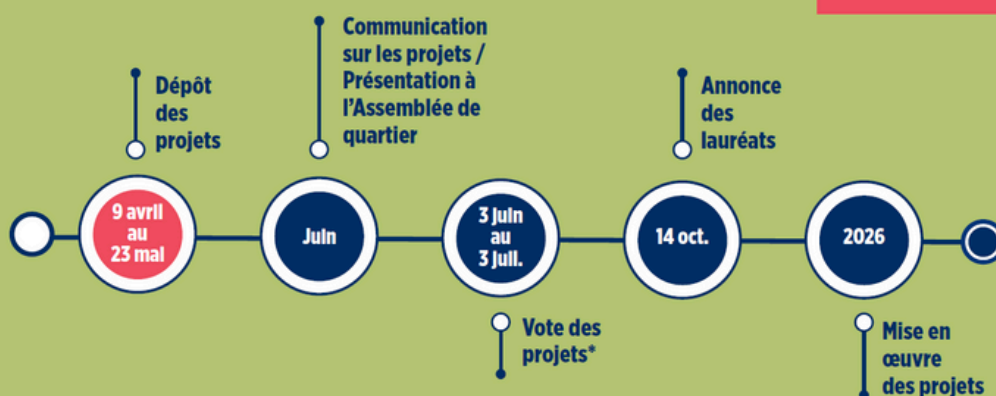 Dépôt
des
projets
9 avril
au
23 mai
Communication
sur les projets /
Présentation à
l'Assemblée de
quartier
Juin
3 juin
au
3 juil.
Vote des
projets*
Annonce
des
lauréats
14 oct.
2026
Mise en
œuvre
des projets